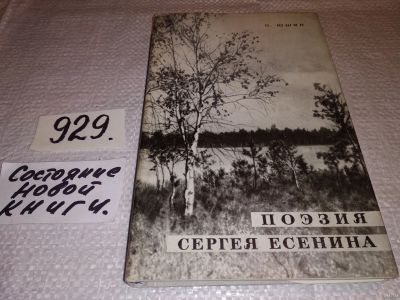 П. ЮШИН
ПОЭЗИЯ
СЕРГЕЯ ЕСЕНИНА
929.
Состояние
новой
книги.